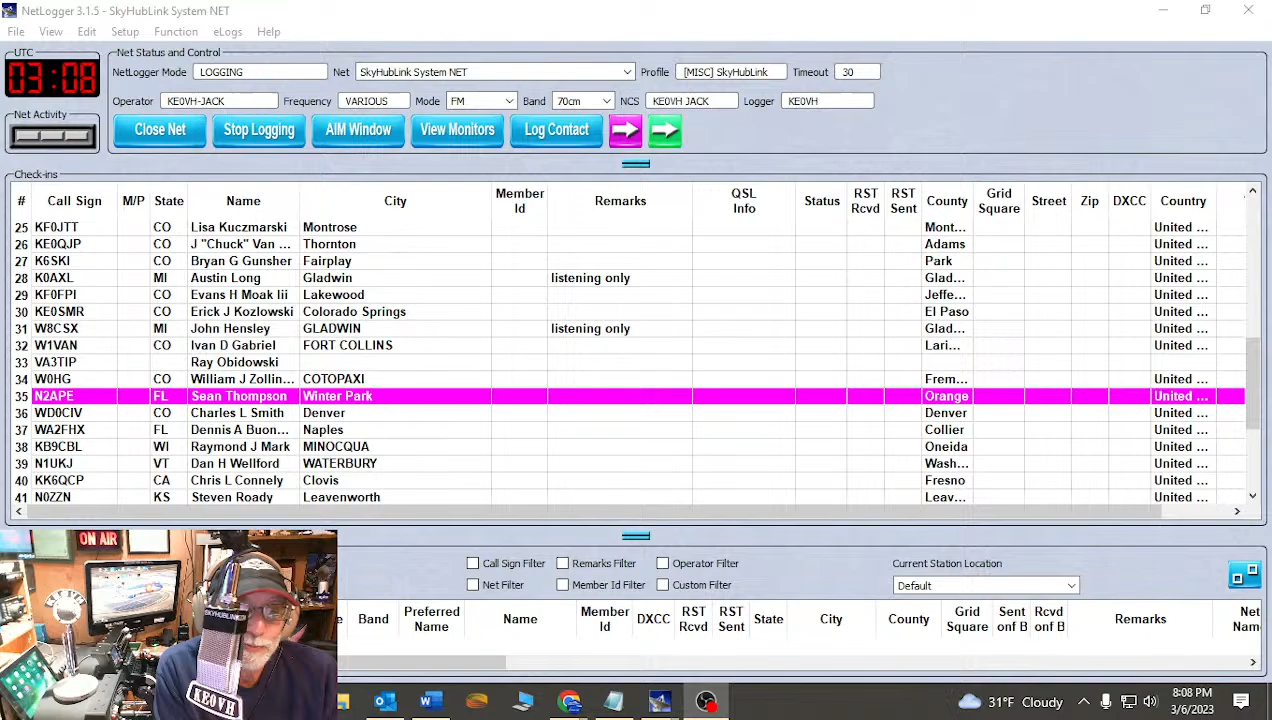 NetLogger 3.1.5 - SkyHubLink System NET
File View Edit Setup Function eLogs Help
UTC
03:08
Net Activity
Net Status and Control
NetLogger Mode LOGGING Net SkyHubLink System NET Profile [MISC] SkyHubLink Timeout 30
Operator KE0VH-JACK Frequency VARIOUS Mode FM Band 70cm NCS KE0VH JACK Logger KE0VH
Close Net Stop Logging AIM Window View Monitors Log Contact
Check-ins
# Call Sign M/P State Name City Member Id Remarks QSL Info Status RST Rcvd RST Sent County Grid Square Street Zip DXCC Country
25 KF0JTT CO Lisa Kuczmarski Montrose Mont... United ...
26 KE0QJP CO J "Chuck" Van ... Thornton Adams United ...
27 K6SKI CO Bryan G Gunsher Fairplay Park United ...
28 K0AXL MI Austin Long Gladwin listening only Glad... United ...
29 KF0FPI CO Evans H Moak Iii Lakewood Jeffe... United ...
30 KE0SMR CO Erick J Kozlowski Colorado Springs El Paso United ...
31 W8CSX MI John Hensley GLADWIN listening only Glad... United ...
32 W1VAN CO Ivan D Gabriel FORT COLLINS Lari... United ...
33 VA3TIP Ray Obidowski
34 W0HG CO William J Zollin... COTOPAXI Frem... United ...
35 N2APE FL Sean Thompson Winter Park Orange United ...
36 WD0CIV CO Charles L Smith Denver Denver United ...
37 WA2FHX FL Dennis A Buon... Naples Collier United ...
38 KB9CBL WI Raymond J Mark MINOCQUA Oneida United ...
39 N1UKJ VT Dan H Wellford WATERBURY Wash... United ...
40 KK6QCP CA Chris L Connely Clovis Fresno United ...
41 N0ZZN KS Steven Roady Leavenworth Leav... United ...
Call Sign Filter Remarks Filter Operator Filter
Net Filter Member Id Filter Custom Filter
Current Station Location
Default
e Band Preferred Name Name Member Id DXCC RST Rcvd RST Sent State City County Grid Square Sent onf B Rcvd onf B Remarks Net Name
ON AIR
SKYHUBLINK
KE0VH
31°F Cloudy
8:08 PM
3/6/2023